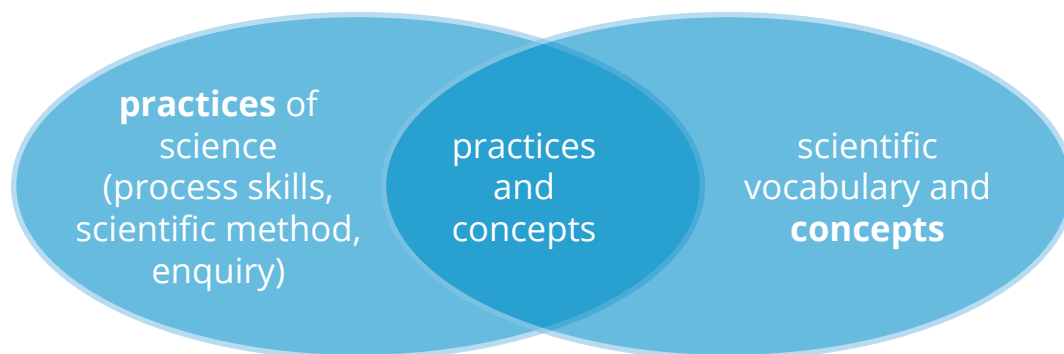 practices of
science
(process skills,
scientific method,
enquiry)
practices
and
concepts
scientific
vocabulary and
concepts